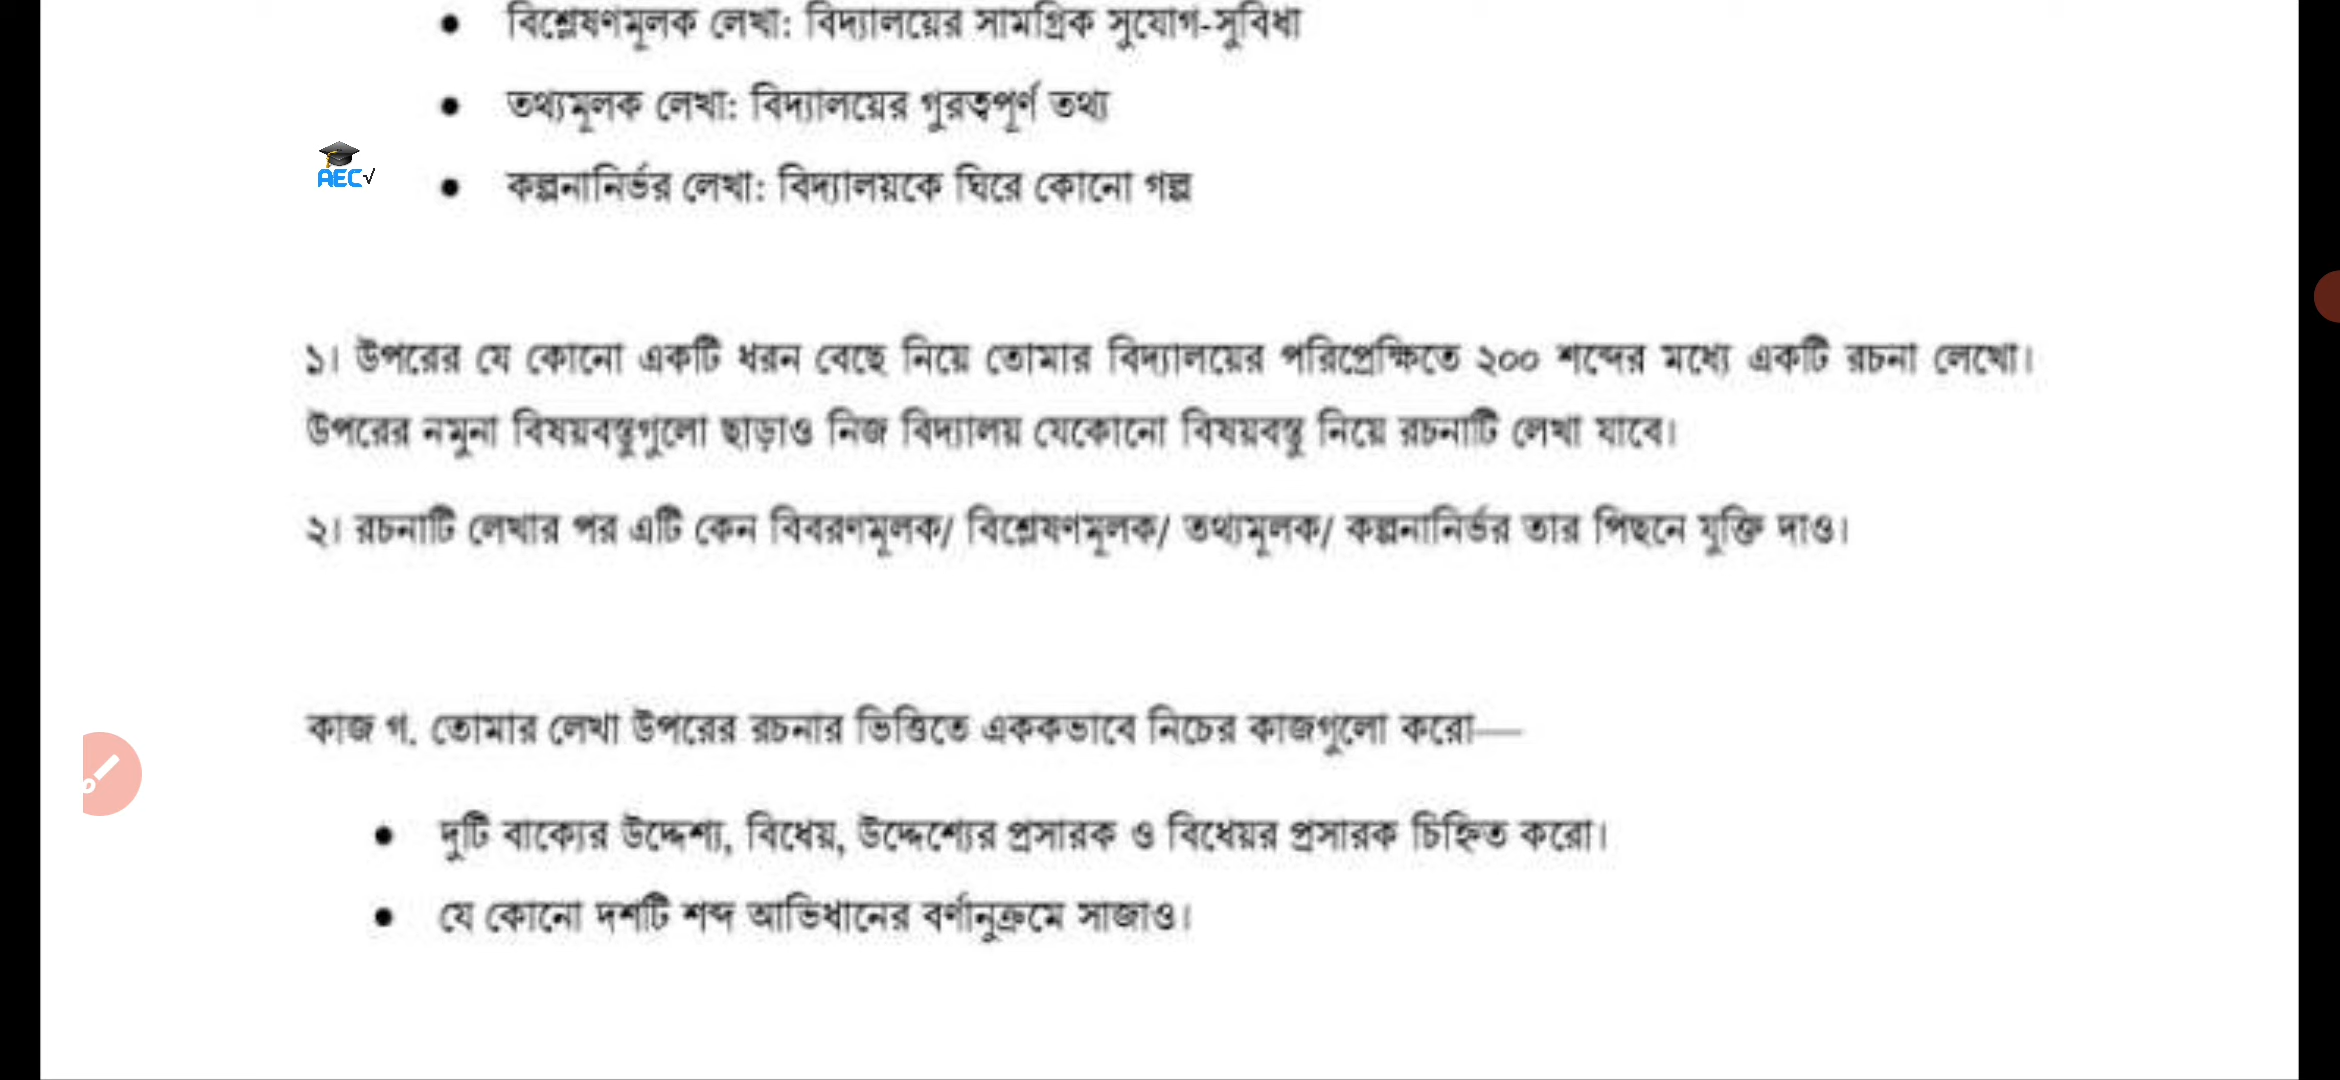 • বিশ্লেষণমূলক লেখা: বিদ্যালয়ের সামগ্রিক সুযোগ-সুবিধা
• তথ্যমূলক লেখা: বিদ্যালয়ের গুরত্বপূর্ণ তথ্য
AEC√
• কল্পনানির্ভর লেখা: বিদ্যালয়কে ঘিরে কোনো গল্প
১। উপরের যে কোনো একটি ধরন বেছে নিয়ে তোমার বিদ্যালয়ের পরিপ্রেক্ষিতে ২০০ শব্দের মধ্যে একটি রচনা লেখো।
উপরের নমুনা বিষয়বস্তুগুলো ছাড়াও নিজ বিদ্যালয় যেকোনো বিষয়বস্তু নিয়ে রচনাটি লেখা যাবে।
২। রচনাটি লেখার পর এটি কেন বিবরণমূলক/ বিশ্লেষণমূলক/ তথ্যমূলক/ কল্পনানির্ভর তার পিছনে যুক্তি দাও।
কাজ গ. তোমার লেখা উপরের রচনার ভিত্তিতে এককভাবে নিচের কাজগুলো করো—
• দুটি বাক্যের উদ্দেশ্য, বিধেয়, উদ্দেশ্যের প্রসারক ও বিধেয়র প্রসারক চিহ্নিত করো।
• যে কোনো দশটি শব্দ আভিধানের বর্ণানুক্রমে সাজাও।